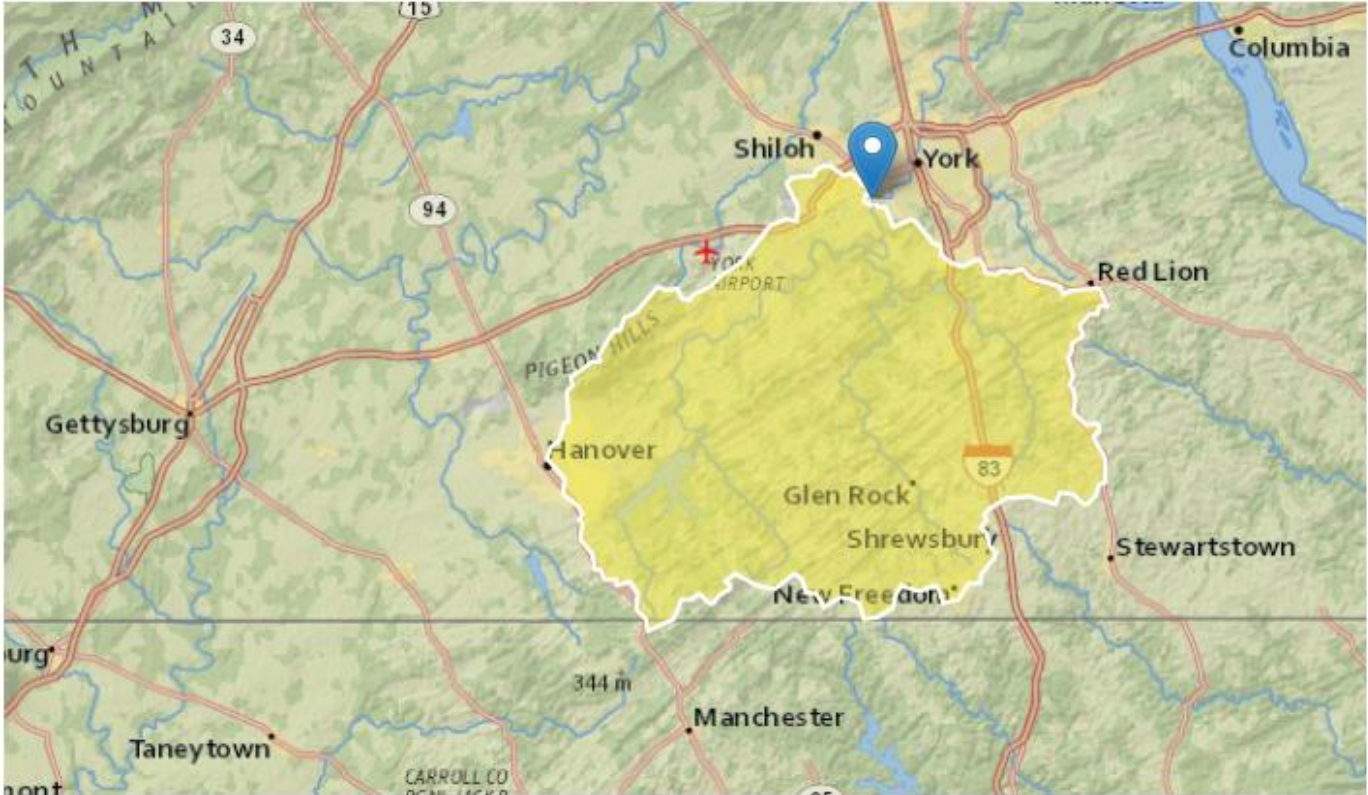 15
34
Columbia
Shiloh
York
94
YORK
AIRPORT
Red Lion
PIGEON HILLS
Gettysburg
Hanover
83
Glen Rock
Shrewsbury
Stewartstown
New Freedom
344 m
Manchester
Taneytown
CARROLL CO